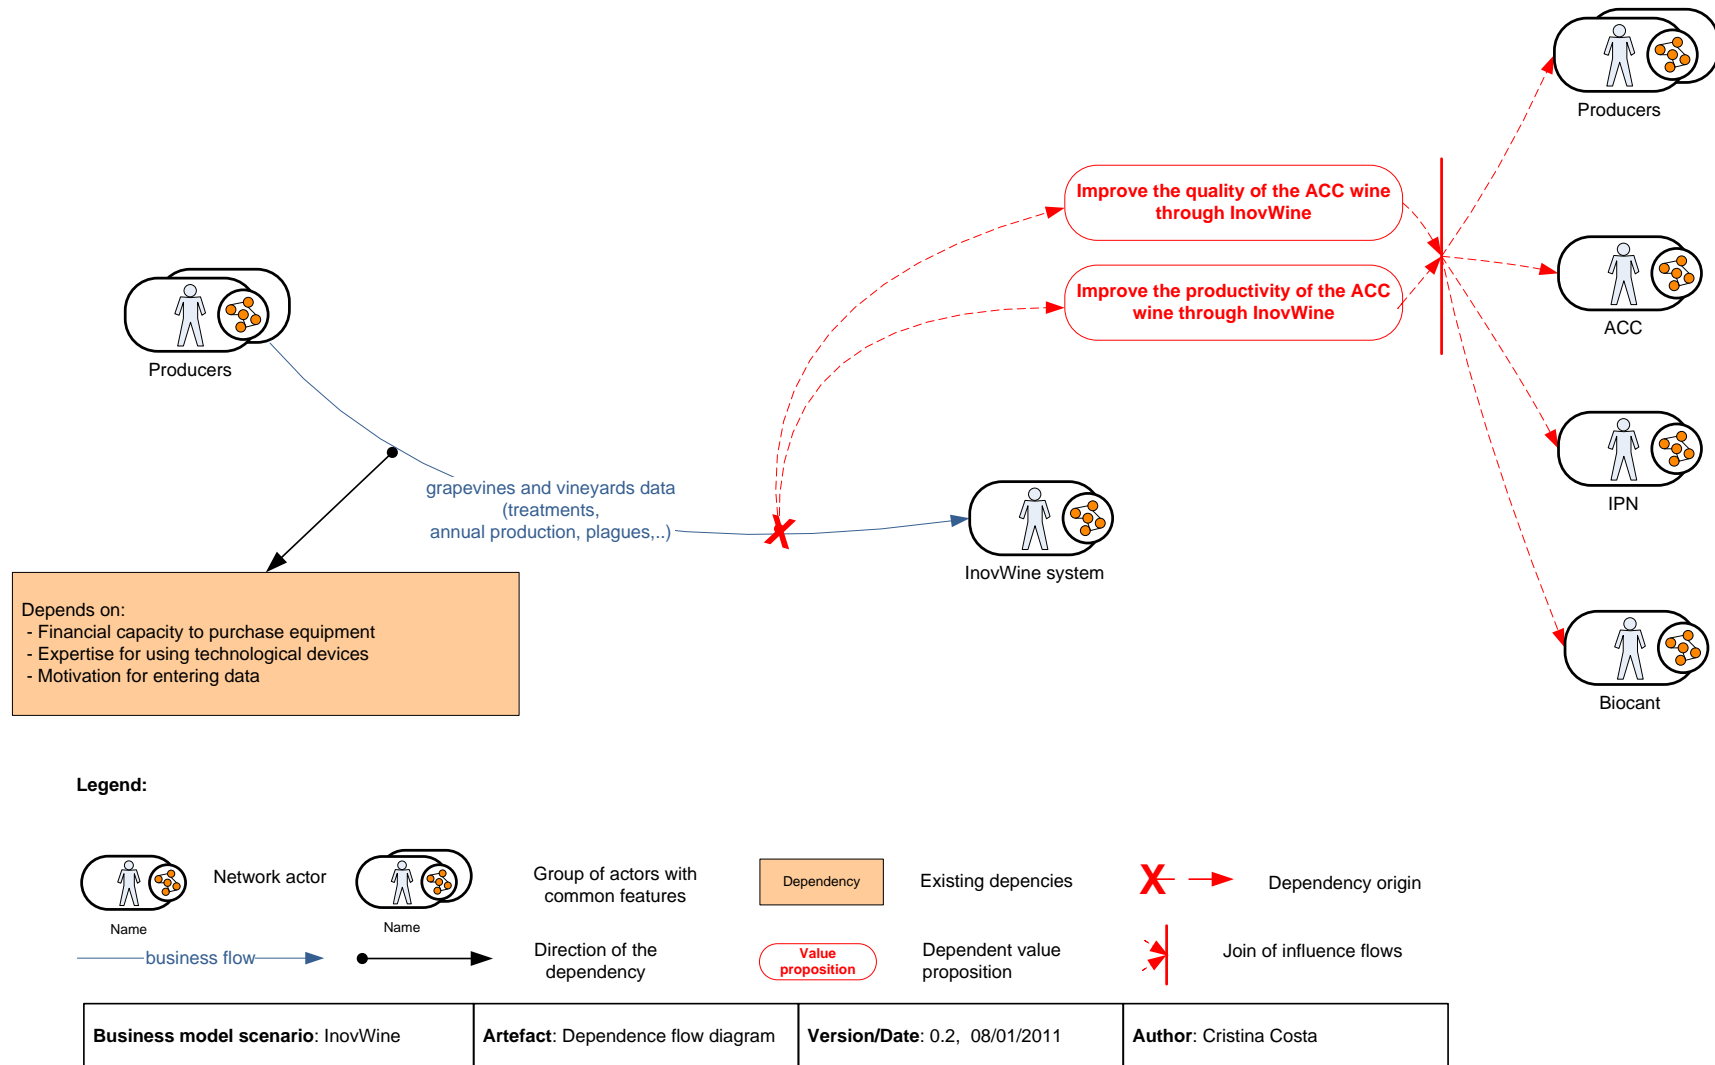 Producers
Improve the quality of the ACC wine
through InovWine
Improve the productivity of the ACC
wine through InovWine
Producers
ACC
grapevines and vineyards data
(treatments,
annual production, plagues,..)
InovWine system
IPN
Depends on:
- Financial capacity to purchase equipment
- Expertise for using technological devices
- Motivation for entering data
Biocant
Legend:
Network actor
Name
Name
Group of actors with
common features
Dependency
Existing depencies
X
Dependency origin
business flow
Direction of the
dependency
Value
proposition
Dependent value
proposition
Join of influence flows
Business model scenario: InovWine
Artefact: Dependence flow diagram
Version/Date: 0.2, 08/01/2011
Author: Cristina Costa